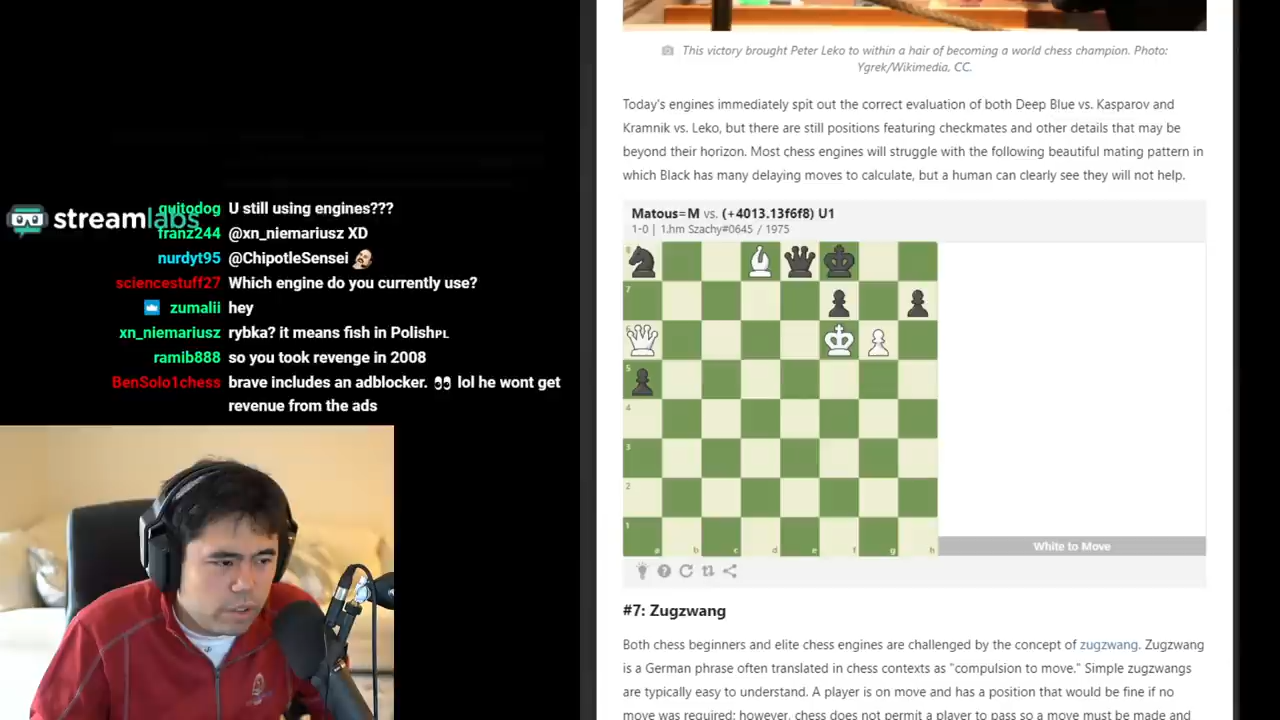 quitodog U still using engines???
streamlabs
franz244 @xn_niemariusz XD
nurdyt95 @ChipotleSensei
sciencestuff27 Which engine do you currently use?
zumalii hey
xn_niemariusz rybka? it means fish in PolishPL
ramib888 so you took revenge in 2008
BenSolo1chess brave includes an adblocker. 👀 lol he wont get
revenue from the ads
This victory brought Peter Leko to within a hair of becoming a world chess champion. Photo:
Ygrek/Wikimedia, CC.
Today's engines immediately spit out the correct evaluation of both Deep Blue vs. Kasparov and
Kramnik vs. Leko, but there are still positions featuring checkmates and other details that may be
beyond their horizon. Most chess engines will struggle with the following beautiful mating pattern in
which Black has many delaying moves to calculate, but a human can clearly see they will not help.
Matous=M vs. (+4013.13f6f8) U1
1-0 | 1.hm Szachy#0645 / 1975
8
7
6
5
4
3
2
1
a b c d e f g h
White to Move
#7: Zugzwang
Both chess beginners and elite chess engines are challenged by the concept of zugzwang. Zugzwang
is a German phrase often translated in chess contexts as "compulsion to move." Simple zugzwangs
are typically easy to understand. A player is on move and has a position that would be fine if no
move was required; however, chess does not permit a player to pass so a move must be made and